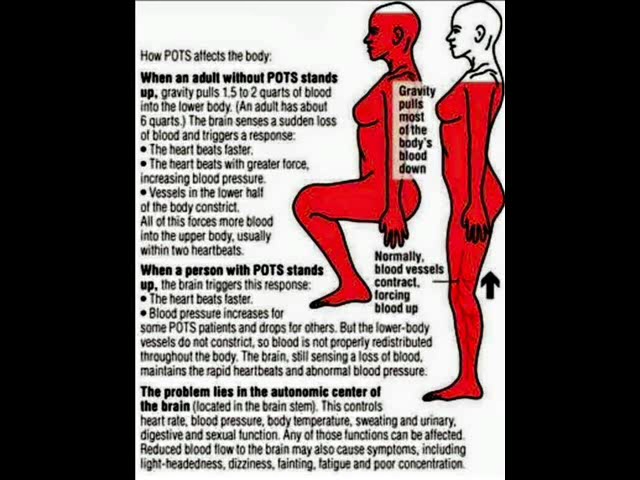 How POTS affects the body:
When an adult without POTS stands
up, gravity pulls 1.5 to 2 quarts of blood
into the lower body. (An adult has about
6 quarts.) The brain senses a sudden loss
of blood and triggers a response:
• The heart beats faster.
• The heart beats with greater force,
increasing blood pressure.
• Vessels in the lower half
of the body constrict.
All of this forces more blood
into the upper body, usually
within two heartbeats.
When a person with POTS stands
up, the brain triggers this response:
• The heart beats faster.
• Blood pressure increases for
some POTS patients and drops for others. But the lower-body
vessels do not constrict, so blood is not properly redistributed
throughout the body. The brain, still sensing a loss of blood,
maintains the rapid heartbeats and abnormal blood pressure.
The problem lies in the autonomic center of
the brain (located in the brain stem). This controls
heart rate, blood pressure, body temperature, sweating and urinary,
digestive and sexual function. Any of those functions can be affected.
Reduced blood flow to the brain may also cause symptoms, including
light-headedness, dizziness, fainting, fatigue and poor concentration.
Gravity
pulls
most
of the
body's
blood
down
Normally,
blood vessels
contract,
forcing
blood up